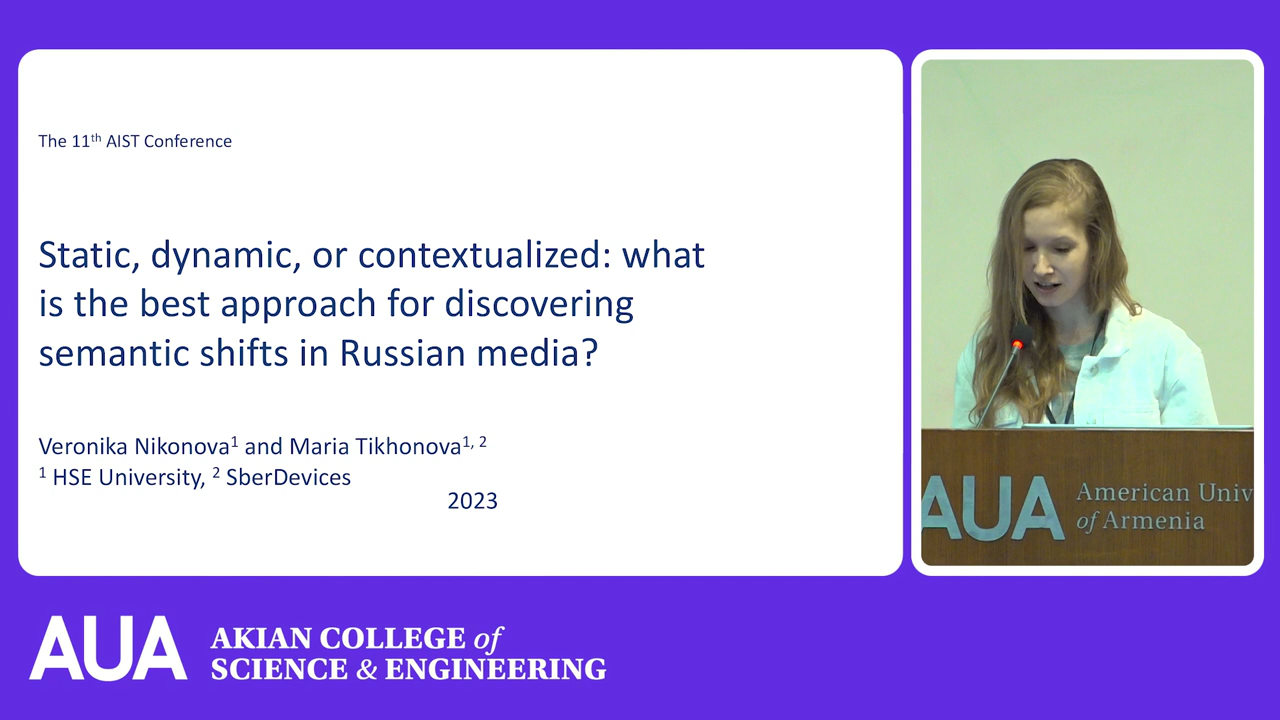 The 11th AIST Conference
Static, dynamic, or contextualized: what
is the best approach for discovering
semantic shifts in Russian media?
Veronika Nikonova1 and Maria Tikhonova1, 2
1 HSE University, 2 SberDevices
2023
AUA
American Univ
of Armenia
AUA
AKIAN COLLEGE of
SCIENCE & ENGINEERING